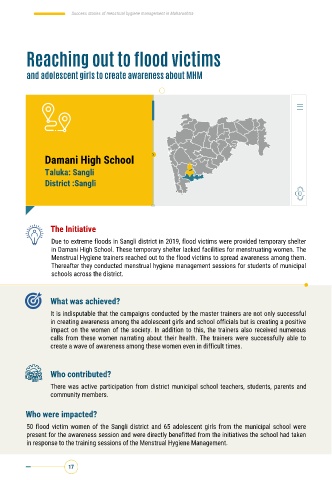 Success stories of Menstrual Hygiene Management in Maharashtra
Reaching out to flood victims
and adolescent girls to create awareness about MHM
Damani High School
Taluka: Sangli
District :Sangli
The Initiative
Due to extreme floods in Sangli district in 2019, flood victims were provided temporary shelter
in Damani High School. These temporary shelter lacked facilities for menstruating women. The
Menstrual Hygiene trainers reached out to the flood victims to spread awareness among them.
Thereafter they conducted menstrual hygiene management sessions for students of municipal
schools across the district.
What was achieved?
It is indisputable that the campaigns conducted by the master trainers are not only successful
in creating awareness among the adolescent girls and school officials but is creating a positive
impact on the women of the society. In addition to this, the trainers also received numerous
calls from these women narrating about their health. The trainers were successfully able to
create a wave of awareness among these women even in difficult times.
Who contributed?
There was active participation from district municipal school teachers, students, parents and
community members.
Who were impacted?
50 flood victim women of the Sangli district and 65 adolescent girls from the municipal school were
present for the awareness session and were directly benefitted from the initiatives the school had taken
in response to the training sessions of the Menstrual Hygiene Management.
17